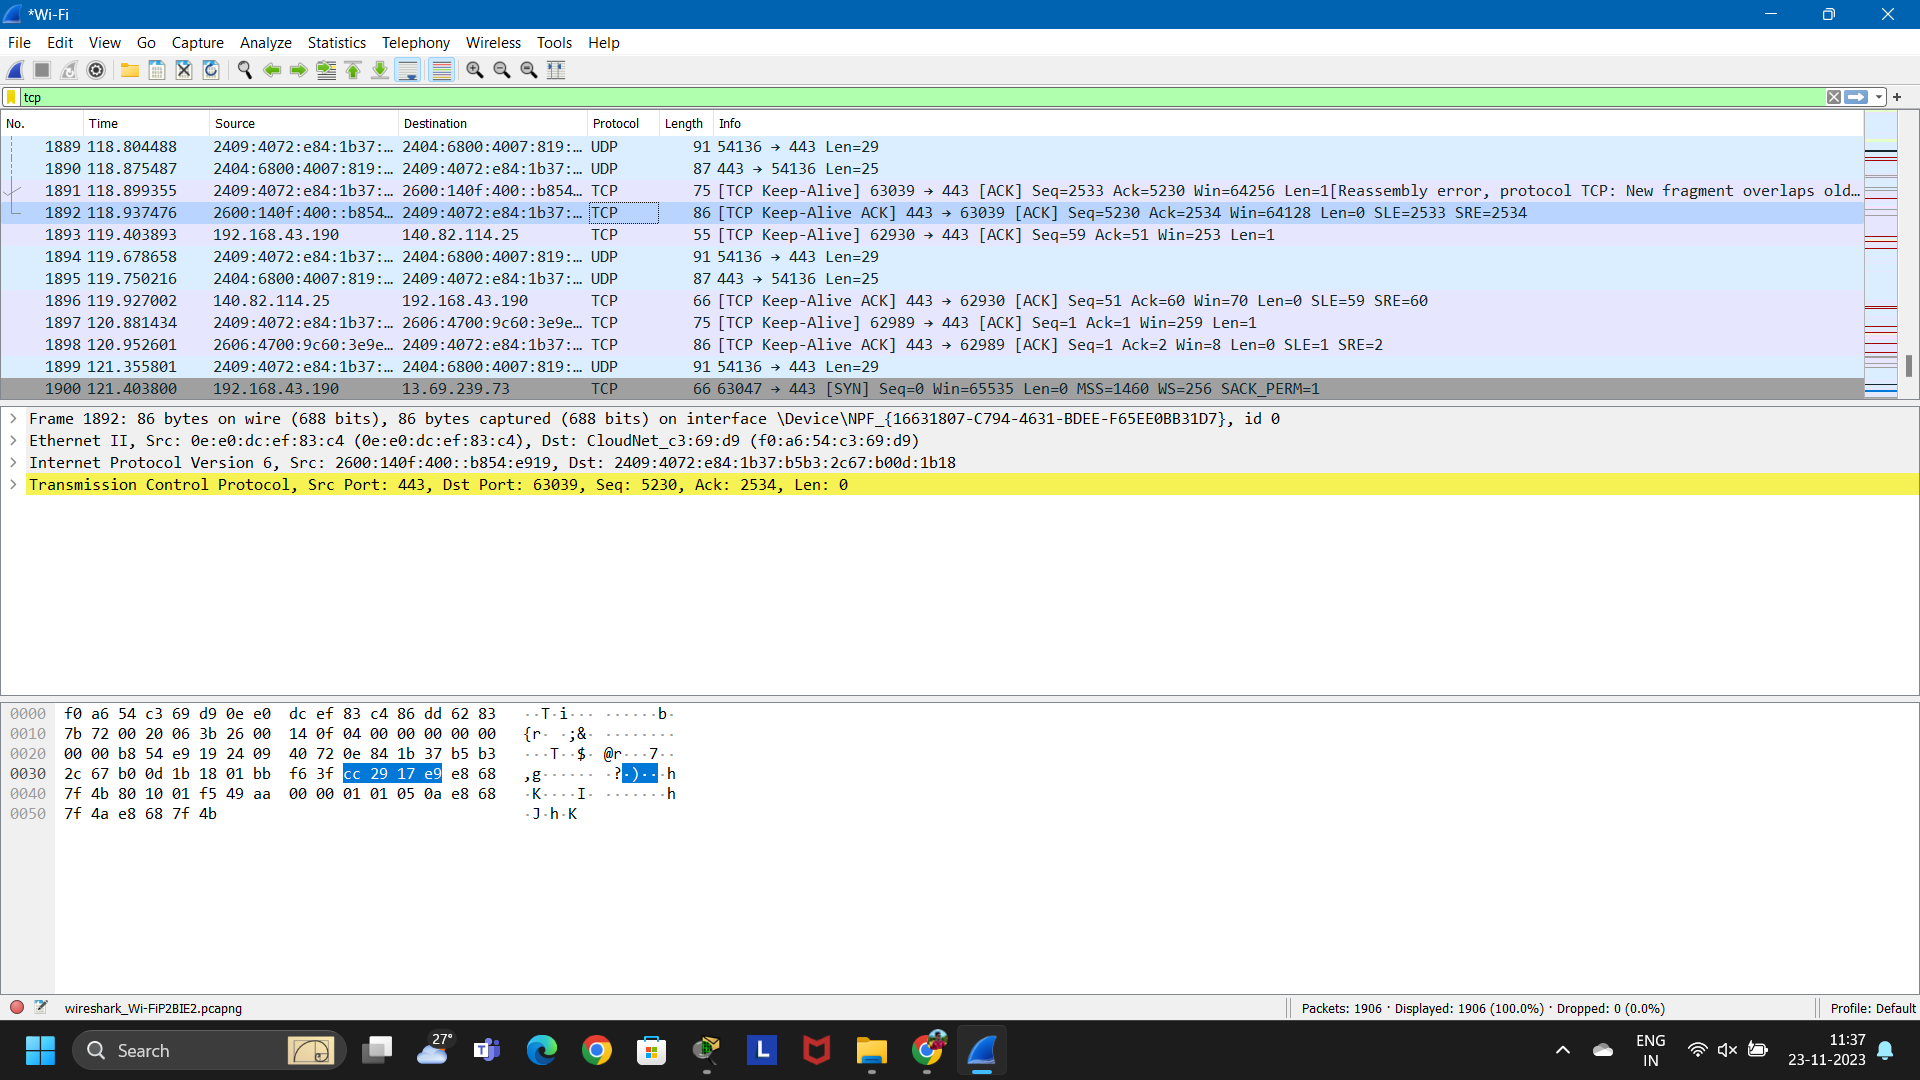 *Wi-Fi
File Edit View Go Capture Analyze Statistics Telephony Wireless Tools Help
tcp
No. Time Source Destination Protocol Length Info
1889 118.804488 2409:4072:e84:1b37:… 2404:6800:4007:819:… UDP 91 54136 → 443 Len=29
1890 118.875487 2404:6800:4007:819:… 2409:4072:e84:1b37:… UDP 87 443 → 54136 Len=25
1891 118.899355 2409:4072:e84:1b37:… 2600:140f:400::b854… TCP 75 [TCP Keep-Alive] 63039 → 443 [ACK] Seq=2533 Ack=5230 Win=64256 Len=1[Reassembly error, protocol TCP: New fragment overlaps old…
1892 118.937476 2600:140f:400::b854… 2409:4072:e84:1b37:… TCP 86 [TCP Keep-Alive ACK] 443 → 63039 [ACK] Seq=5230 Ack=2534 Win=64128 Len=0 SLE=2533 SRE=2534
1893 119.403893 192.168.43.190 140.82.114.25 TCP 55 [TCP Keep-Alive] 62930 → 443 [ACK] Seq=59 Ack=51 Win=253 Len=1
1894 119.678658 2409:4072:e84:1b37:… 2404:6800:4007:819:… UDP 91 54136 → 443 Len=29
1895 119.750216 2404:6800:4007:819:… 2409:4072:e84:1b37:… UDP 87 443 → 54136 Len=25
1896 119.927002 140.82.114.25 192.168.43.190 TCP 66 [TCP Keep-Alive ACK] 443 → 62930 [ACK] Seq=51 Ack=60 Win=70 Len=0 SLE=59 SRE=60
1897 120.881434 2409:4072:e84:1b37:… 2606:4700:9c60:3e9e… TCP 75 [TCP Keep-Alive] 62989 → 443 [ACK] Seq=1 Ack=1 Win=259 Len=1
1898 120.952601 2606:4700:9c60:3e9e… 2409:4072:e84:1b37:… TCP 86 [TCP Keep-Alive ACK] 443 → 62989 [ACK] Seq=1 Ack=2 Win=8 Len=0 SLE=1 SRE=2
1899 121.355801 2409:4072:e84:1b37:… 2404:6800:4007:819:… UDP 91 54136 → 443 Len=29
1900 121.403800 192.168.43.190 13.69.239.73 TCP 66 63047 → 443 [SYN] Seq=0 Win=65535 Len=0 MSS=1460 WS=256 SACK_PERM=1
Frame 1892: 86 bytes on wire (688 bits), 86 bytes captured (688 bits) on interface \Device\NPF_{16631807-C794-4631-BDEE-F65EE0BB31D7}, id 0
Ethernet II, Src: 0e:e0:dc:ef:83:c4 (0e:e0:dc:ef:83:c4), Dst: CloudNet_c3:69:d9 (f0:a6:54:c3:69:d9)
Internet Protocol Version 6, Src: 2600:140f:400::b854:e919, Dst: 2409:4072:e84:1b37:b5b3:2c67:b00d:1b18
Transmission Control Protocol, Src Port: 443, Dst Port: 63039, Seq: 5230, Ack: 2534, Len: 0
0000 f0 a6 54 c3 69 d9 0e e0 dc ef 83 c4 86 dd 62 83 ··T·i··· ······b·
0010 7b 72 00 20 06 3b 26 00 14 0f 04 00 00 00 00 00 {r· ·;&· ········
0020 00 00 b8 54 e9 19 24 09 40 72 0e 84 1b 37 b5 b3 ···T··$· @r···7··
0030 2c 67 b0 0d 1b 18 01 bb f6 3f cc 29 17 e9 e8 68 ,g······ ·?·)···h
0040 7f 4b 80 10 01 f5 49 aa 00 00 01 01 05 0a e8 68 ·K····I· ·······h
0050 7f 4a e8 68 7f 4b ·J·h·K
wireshark_Wi-FiP2BIE2.pcapng Packets: 1906 · Displayed: 1906 (100.0%) · Dropped: 0 (0.0%) Profile: Default
Search 27° L ENG 11:37
IN 23-11-2023